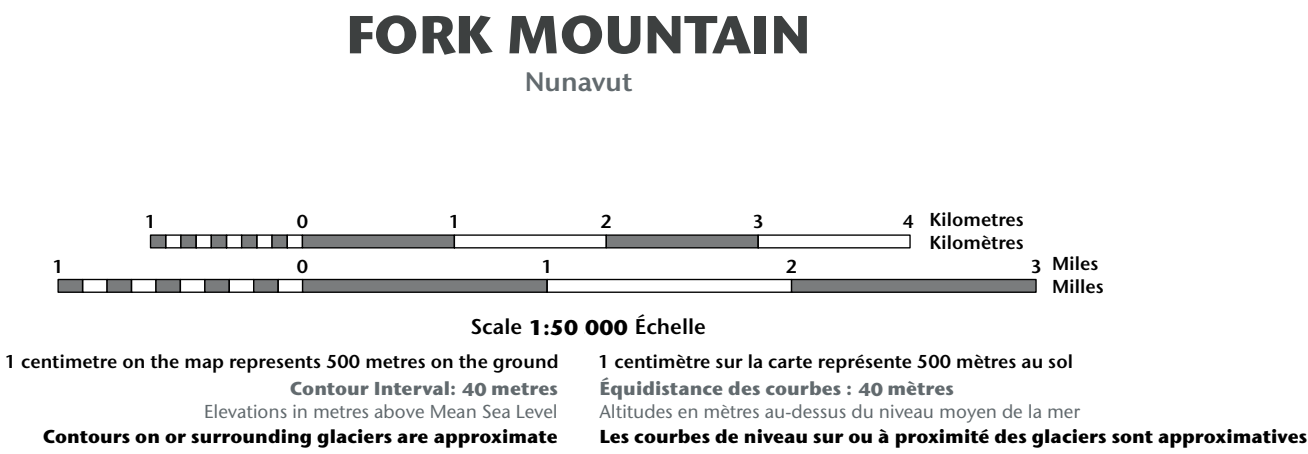 FORK MOUNTAIN
Nunavut
1 0 1 2 3 4 Kilometres
Kilomètres
1 0 1 2 3 Miles
Milles
Scale 1:50 000 Échelle
1 centimetre on the map represents 500 metres on the ground
Contour Interval: 40 metres
Elevations in metres above Mean Sea Level
Contours on or surrounding glaciers are approximate
1 centimètre sur la carte représente 500 mètres au sol
Équidistance des courbes : 40 mètres
Altitudes en mètres au-dessus du niveau moyen de la mer
Les courbes de niveau sur ou à proximité des glaciers sont approximatives